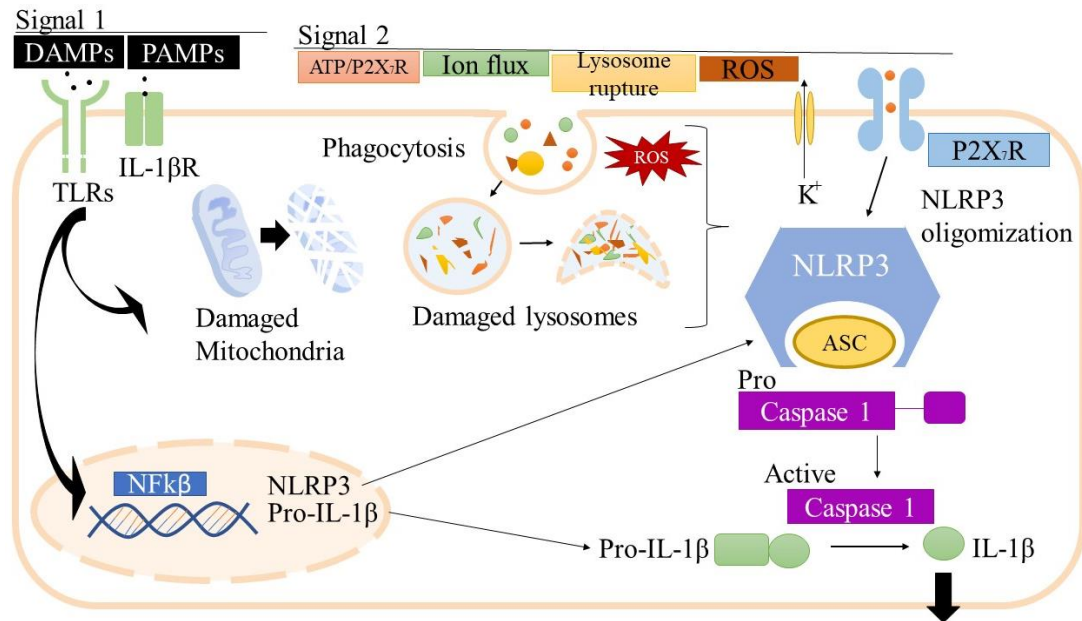 Signal 1
DAMPs
PAMPs
Signal 2
ATP/P2X₇R
Ion flux
Lysosome
rupture
ROS
IL-1βR
TLRs
Phagocytosis
ROS
K⁺
P2X₇R
NLRP3
oligomization
NLRP3
ASC
Damaged
Mitochondria
Damaged lysosomes
Pro
Caspase 1
Active
Caspase 1
NFkβ
NLRP3
Pro-IL-1β
Pro-IL-1β
IL-1β